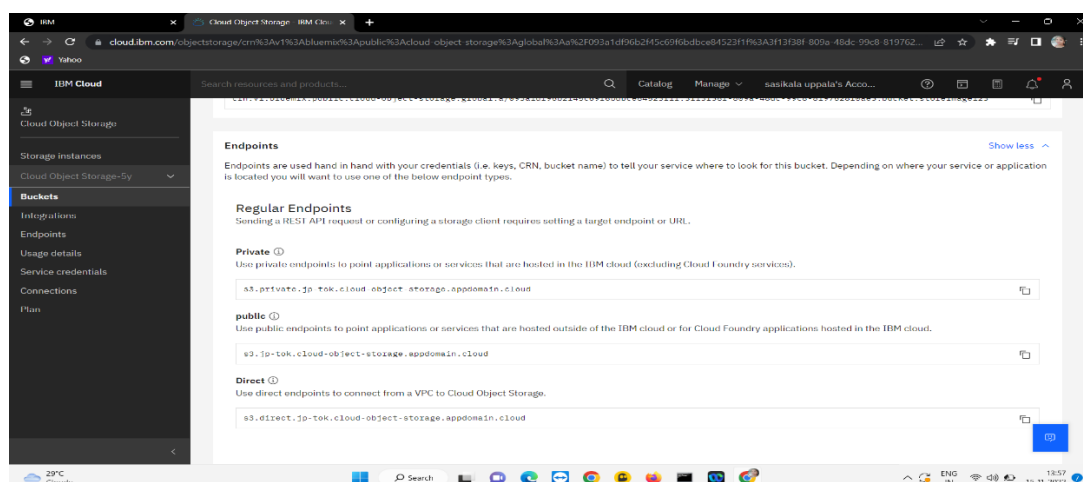 IBM
Cloud Object Storage - IBM Clou
cloud.ibm.com/objectstorage/crn%3Av1%3Abluemix%3Apublic%3Acloud-object-storage%3Aglobal%3Aa%2F093a1df96b2f45c69f6bdbce84523f1f%3A3f13f38f-809a-48dc-99c8-819762...
Yahoo
IBM Cloud
Search resources and products...
Catalog
Manage
sasikala uppala's Acco...
Cloud Object Storage
Storage instances
Cloud Object Storage-5y
Buckets
Integrations
Endpoints
Usage details
Service credentials
Connections
Plan
Endpoints
Show less
Endpoints are used hand in hand with your credentials (i.e. keys, CRN, bucket name) to tell your service where to look for this bucket. Depending on where your service or application
is located you will want to use one of the below endpoint types.
Regular Endpoints
Sending a REST API request or configuring a storage client requires setting a target endpoint or URL.
Private
Use private endpoints to point applications or services that are hosted in the IBM cloud (excluding Cloud Foundry services).
s3.private.jp-tok.cloud-object-storage.appdomain.cloud
public
Use public endpoints to point applications or services that are hosted outside of the IBM cloud or for Cloud Foundry applications hosted in the IBM cloud.
s3.jp-tok.cloud-object-storage.appdomain.cloud
Direct
Use direct endpoints to connect from a VPC to Cloud Object Storage.
s3.direct.jp-tok.cloud-object-storage.appdomain.cloud
29°C
Search
ENG
13:57